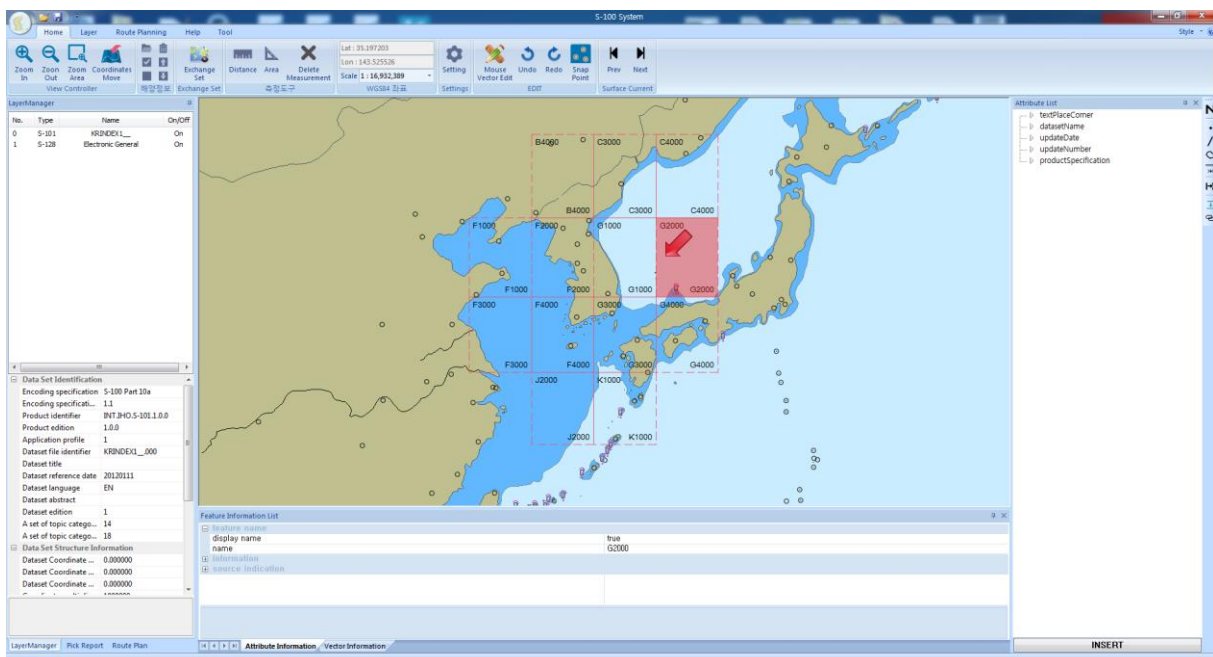 S-100 System
Home Layer Route Planning Help Tool
Style
Zoom In
Zoon Out
Zoom Area
Coordinates Move
View Controller
해양정보
Exchange Set
Exchange Set
Distance
Area
Delete Measurement
측정도구
Lat : 35.197203
Lon : 143.525526
Scale 1 : 16,932,389
WGS84 좌표
Setting
Settings
Mouse Vector Edit
Undo
Redo
Snap Point
EDIT
Prev
Next
Surface Current
LayerManager
No. Type Name On/Off
0 S-101 KRINDEX1__ On
1 S-128 Electronic General On
Data Set Identification
Encoding specification S-100 Part 10a
Encoding specificati... 1.1
Product identifier INT.IHO.S-101.1.0.0
Product edition 1.0.0
Application profile 1
Dataset file identifier KRINDEX1__.000
Dataset title
Dataset reference date 20120111
Dataset language EN
Dataset abstract
Dataset edition 1
A set of topic catego... 14
A set of topic catego... 18
Data Set Structure Information
Dataset Coordinate ... 0.000000
Dataset Coordinate ... 0.000000
Dataset Coordinate ... 0.000000
LayerManager Pick Report Route Plan
B4000 C3000 C4000
B4000 C3000 C4000
F1000 F2000 G1000 G2000
F1000 F2000 G1000 G2000
F3000 F4000 G3000 G4000
F3000 F4000 G3000 G4000
J2000 K1000
J2000 K1000
Feature Information List
feature name
display name true
name G2000
information
source indication
Attribute Information Vector Information
Attribute List
textPlaceCorner
datasetName
updateDate
updateNumber
productSpecification
INSERT